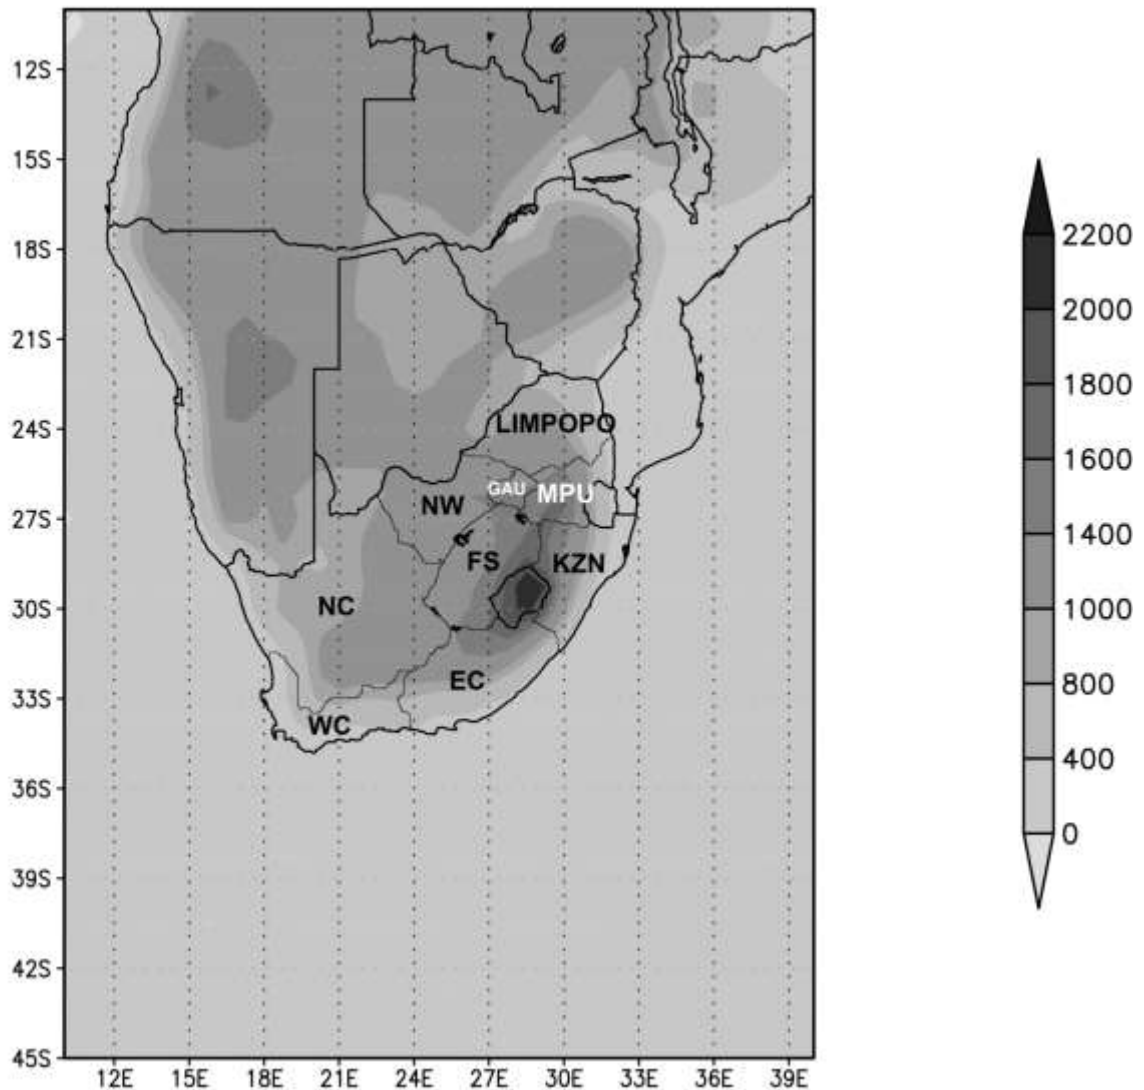 12S
15S
18S
21S
24S
27S
30S
33S
36S
39S
42S
45S
12E 15E 18E 21E 24E 27E 30E 33E 36E 39E
LIMPOPO
GAU MPU
NW
FS KZN
NC
EC
WC
2200
2000
1800
1600
1400
1000
800
400
0